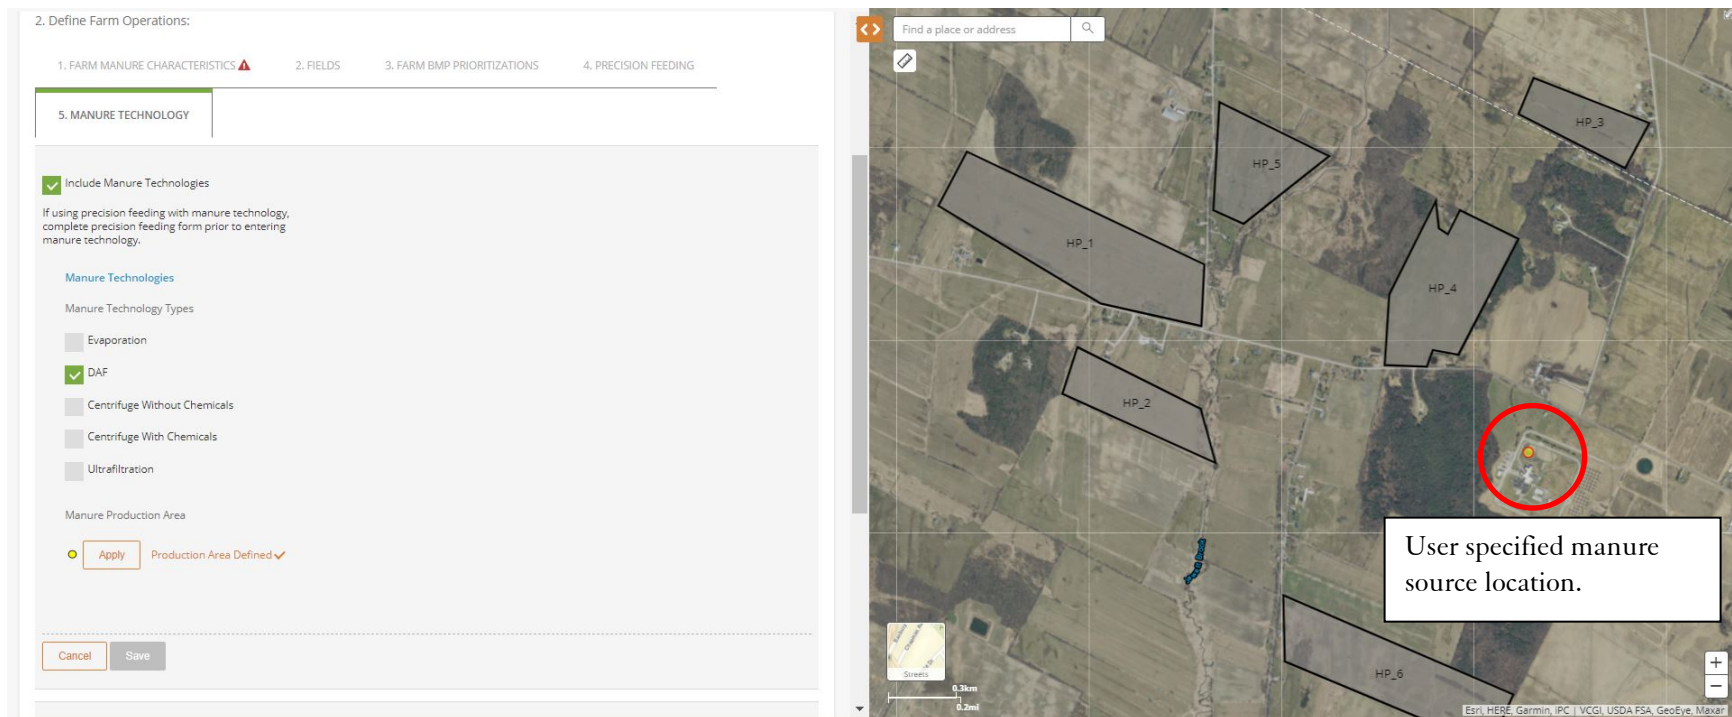 2. Define Farm Operations:
1. FARM MANURE CHARACTERISTICS
2. FIELDS
3. FARM BMP PRIORITIZATIONS
4. PRECISION FEEDING
5. MANURE TECHNOLOGY
Include Manure Technologies
If using precision feeding with manure technology,
complete precision feeding form prior to entering
manure technology.
Manure Technologies
Manure Technology Types
Evaporation
DAF
Centrifuge Without Chemicals
Centrifuge With Chemicals
Ultrafiltration
Manure Production Area
Apply
Production Area Defined
Cancel
Save
Find a place or address
HP_3
HP_5
HP_1
HP_4
HP_2
User specified manure
source location.
HP_6
Streets
0.3km
0.2mi
+
−
Esri, HERE, Garmin, iPC | VCGI, USDA FSA, GeoEye, Maxar